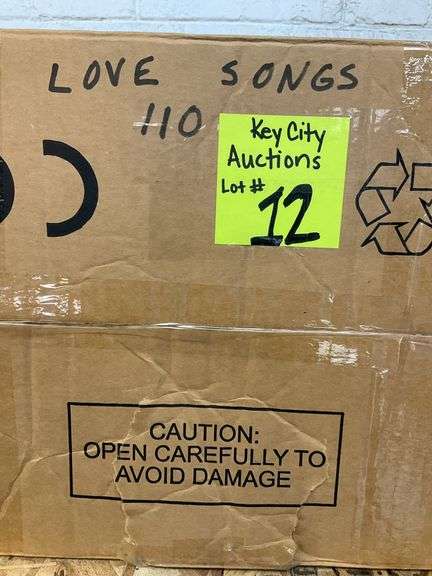 LOVE SONGS
110
Key City
Auctions
Lot #
12
CAUTION:
OPEN CAREFULLY TO
AVOID DAMAGE